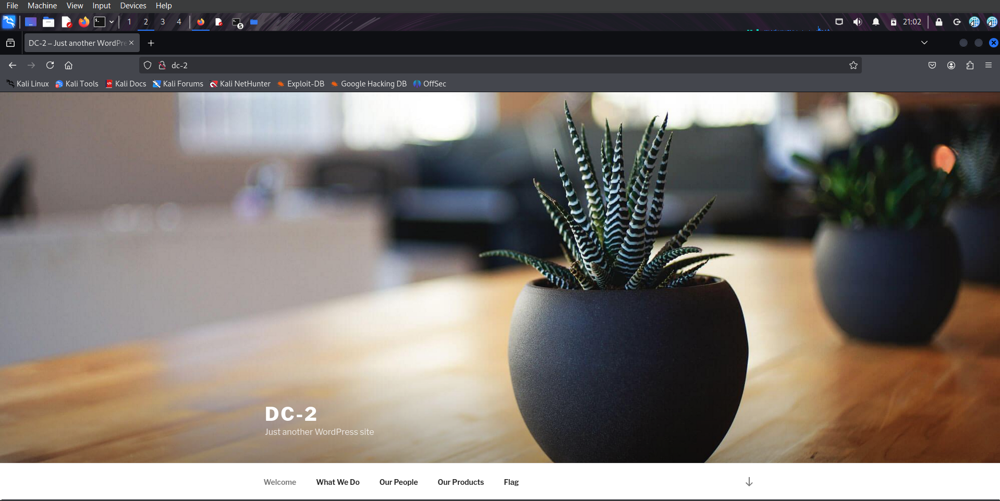 File Machine View Input Devices Help
1 2 3 4 5 21:02
DC-2 – Just another WordPre
dc-2
Kali Linux Kali Tools Kali Docs Kali Forums Kali NetHunter Exploit-DB Google Hacking DB OffSec
DC-2
Just another WordPress site
Welcome What We Do Our People Our Products Flag